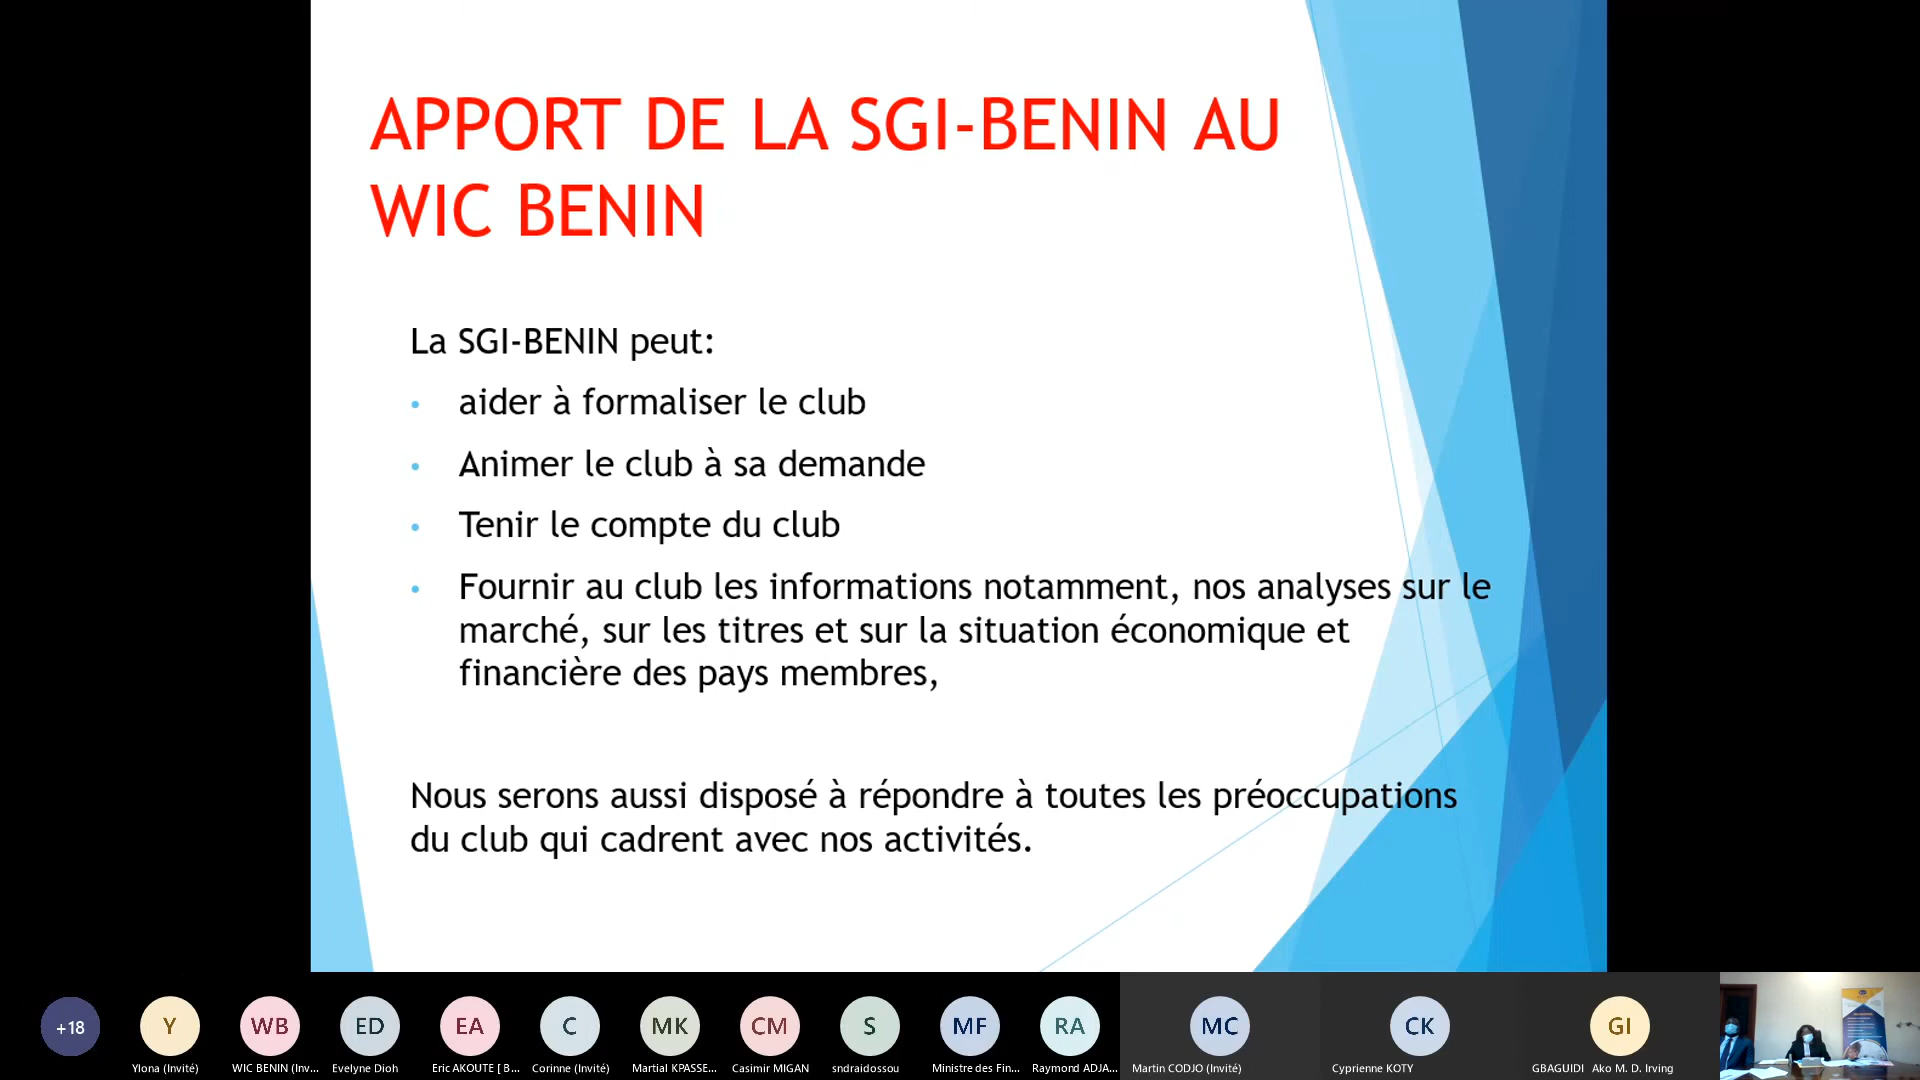 APPORT DE LA SGI-BENIN AU
WIC BENIN
La SGI-BENIN peut:
• aider à formaliser le club
• Animer le club à sa demande
• Tenir le compte du club
• Fournir au club les informations notamment, nos analyses sur le
marché, sur les titres et sur la situation économique et
financière des pays membres,
Nous serons aussi disposé à répondre à toutes les préoccupations
du club qui cadrent avec nos activités.
+18 Y WB ED EA C MK CM S MF RA MC CK GI
Ylona (Invité) WIC BENIN (Inv... Evelyne Dioh Eric AKOUTE [ B... Corinne (Invité) Martial KPASSE... Casimir MIGAN sndraidossou Ministre des Fin... Raymond ADJA... Martin CODJO (Invité) Cyprienne KOTY GBAGUIDI Ako M. D. Irving